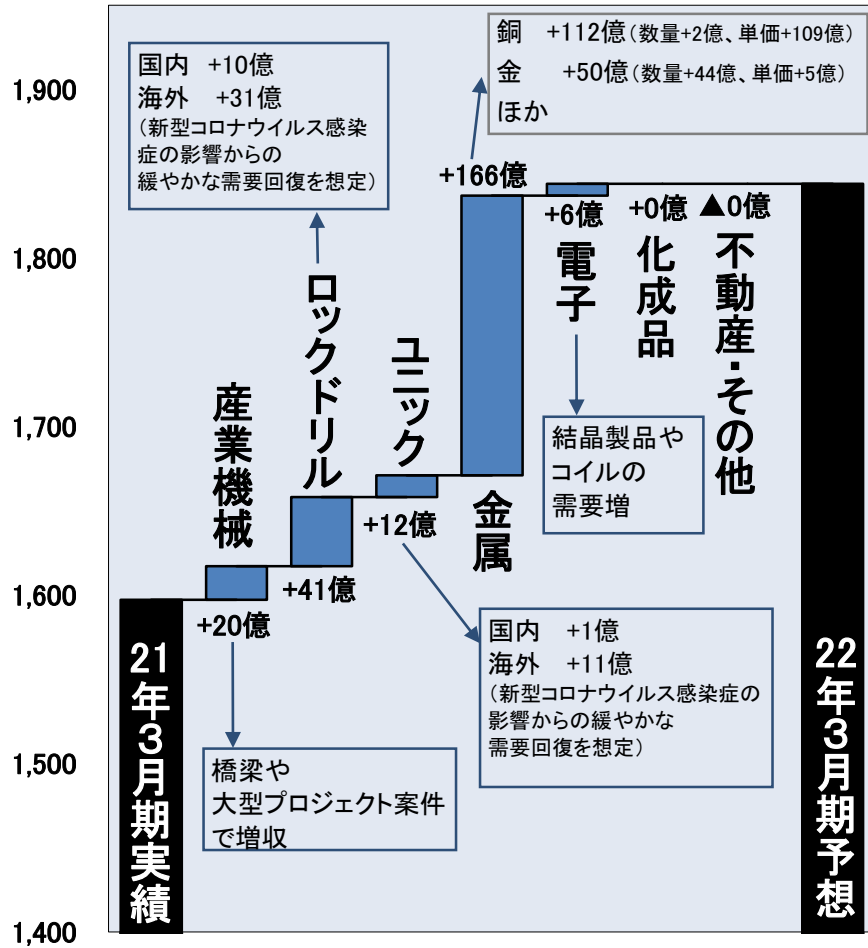 1,900
1,800
1,700
1,600
1,500
1,400
国内 +10億
海外 +31億
(新型コロナウイルス感染
症の影響からの
緩やかな需要回復を想定)
銅 +112億(数量+2億、単価+109億)
金 +50億(数量+44億、単価+5億)
ほか
21年3月期実績
産業機械
+20億
橋梁や
大型プロジェクト案件
で増収
ロックドリル
+41億
ユニック
+12億
国内 +1億
海外 +11億
(新型コロナウイルス感染症の
影響からの緩やかな
需要回復を想定)
+166億
金属
+6億
電子
結晶製品や
コイルの
需要増
+0億
化成品
▲0億
不動産・その他
22年3月期予想